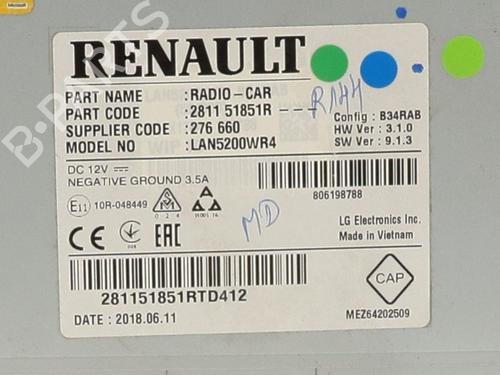 Microsoft
RENAULT
PART NAME : RADIO-CAR
PART CODE : 2811 51851R
SUPPLIER CODE : 276 660
MODEL NO : LAN5200WR4
R144
Config : B34RAB
HW Ver : 3.1.0
SW Ver : 9.1.3
DC 12V
NEGATIVE GROUND 3.5A
E11 10R-048449
806198788
MD
LG Electronics Inc.
Made in Vietnam
CE EAC
CAP
281151851RTD412
DATE : 2018.06.11
MEZ64202509
B-PARTS